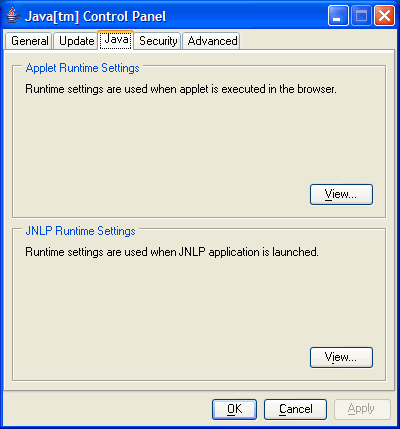 Java[tm] Control Panel
General Update Java Security Advanced
Applet Runtime Settings
Runtime settings are used when applet is executed in the browser.
View...
JNLP Runtime Settings
Runtime settings are used when JNLP application is launched.
View...
OK Cancel Apply